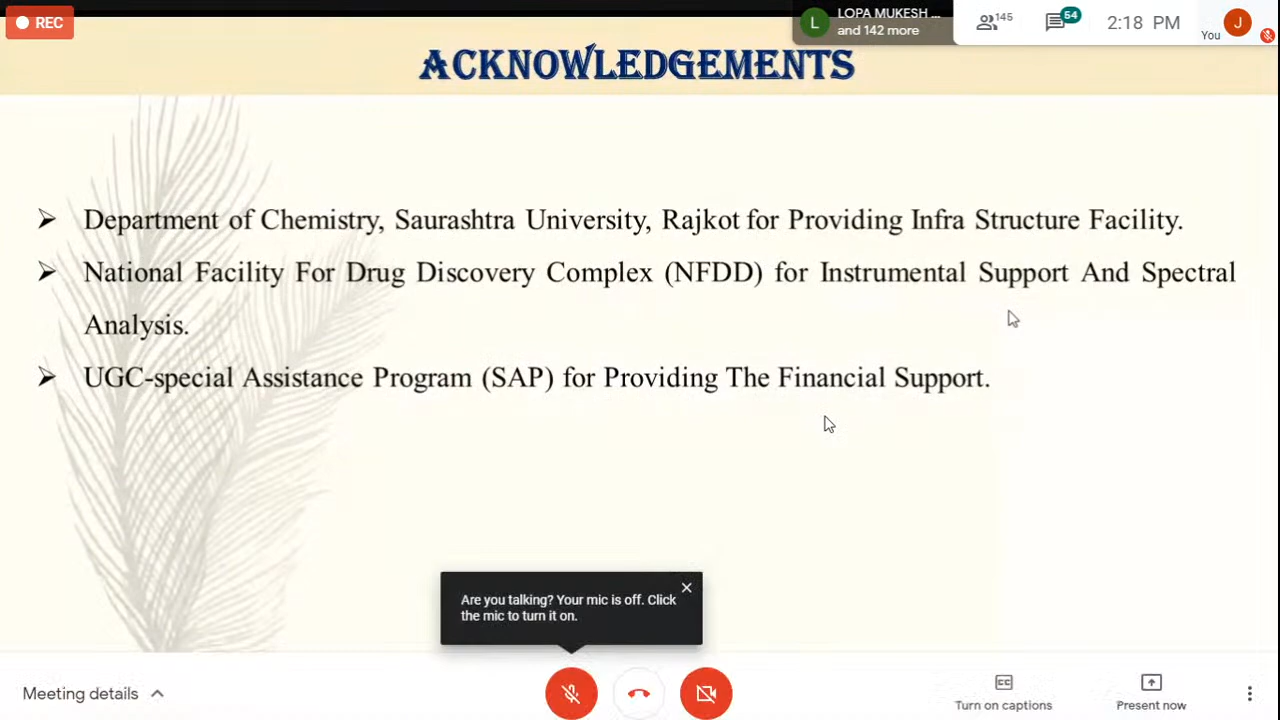 REC
L
LOPA MUKESH ...
and 142 more
145
54
2:18 PM
You
J
ACKNOWLEDGEMENTS
Department of Chemistry, Saurashtra University, Rajkot for Providing Infra Structure Facility.
National Facility For Drug Discovery Complex (NFDD) for Instrumental Support And Spectral
Analysis.
UGC-special Assistance Program (SAP) for Providing The Financial Support.
Are you talking? Your mic is off. Click
the mic to turn it on.
Meeting details
CC
Turn on captions
Present now